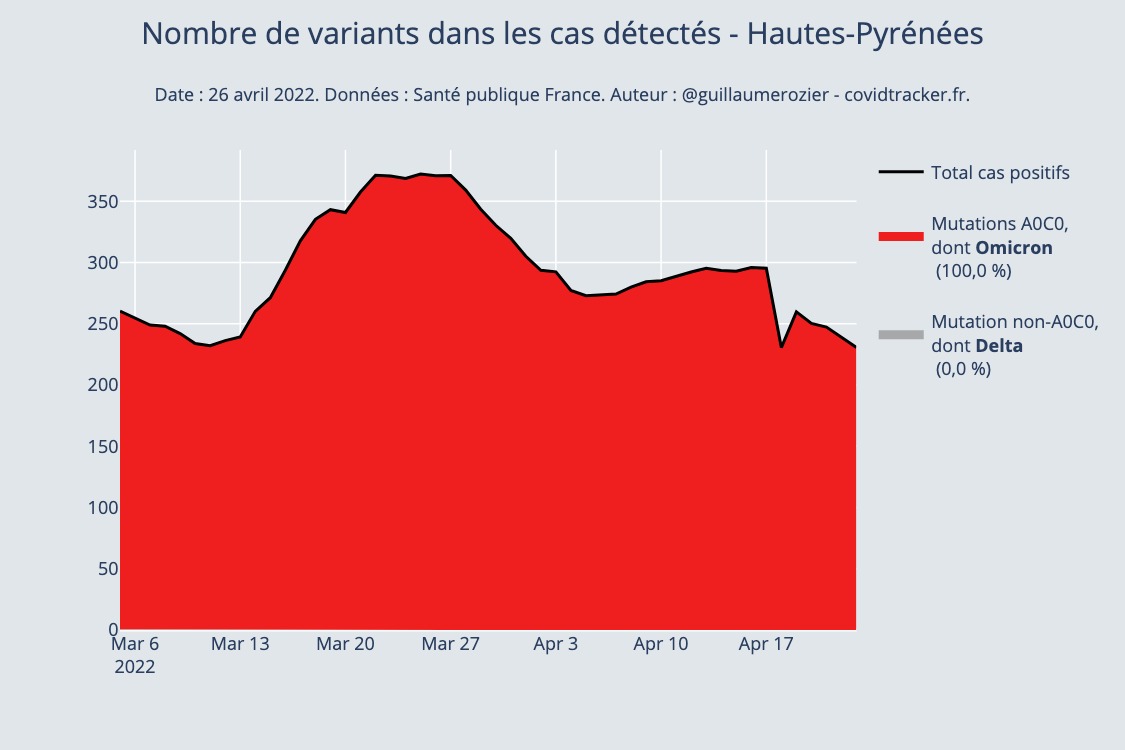 Nombre de variants dans les cas détectés - Hautes-Pyrénées
Date : 26 avril 2022. Données : Santé publique France. Auteur : @guillaumerozier - covidtracker.fr.
350
300
250
200
150
100
50
0
Mar 6
2022
Mar 13
Mar 20
Mar 27
Apr 3
Apr 10
Apr 17
Total cas positifs
Mutations A0C0,
dont Omicron
(100,0 %)
Mutation non-A0C0,
dont Delta
(0,0 %)